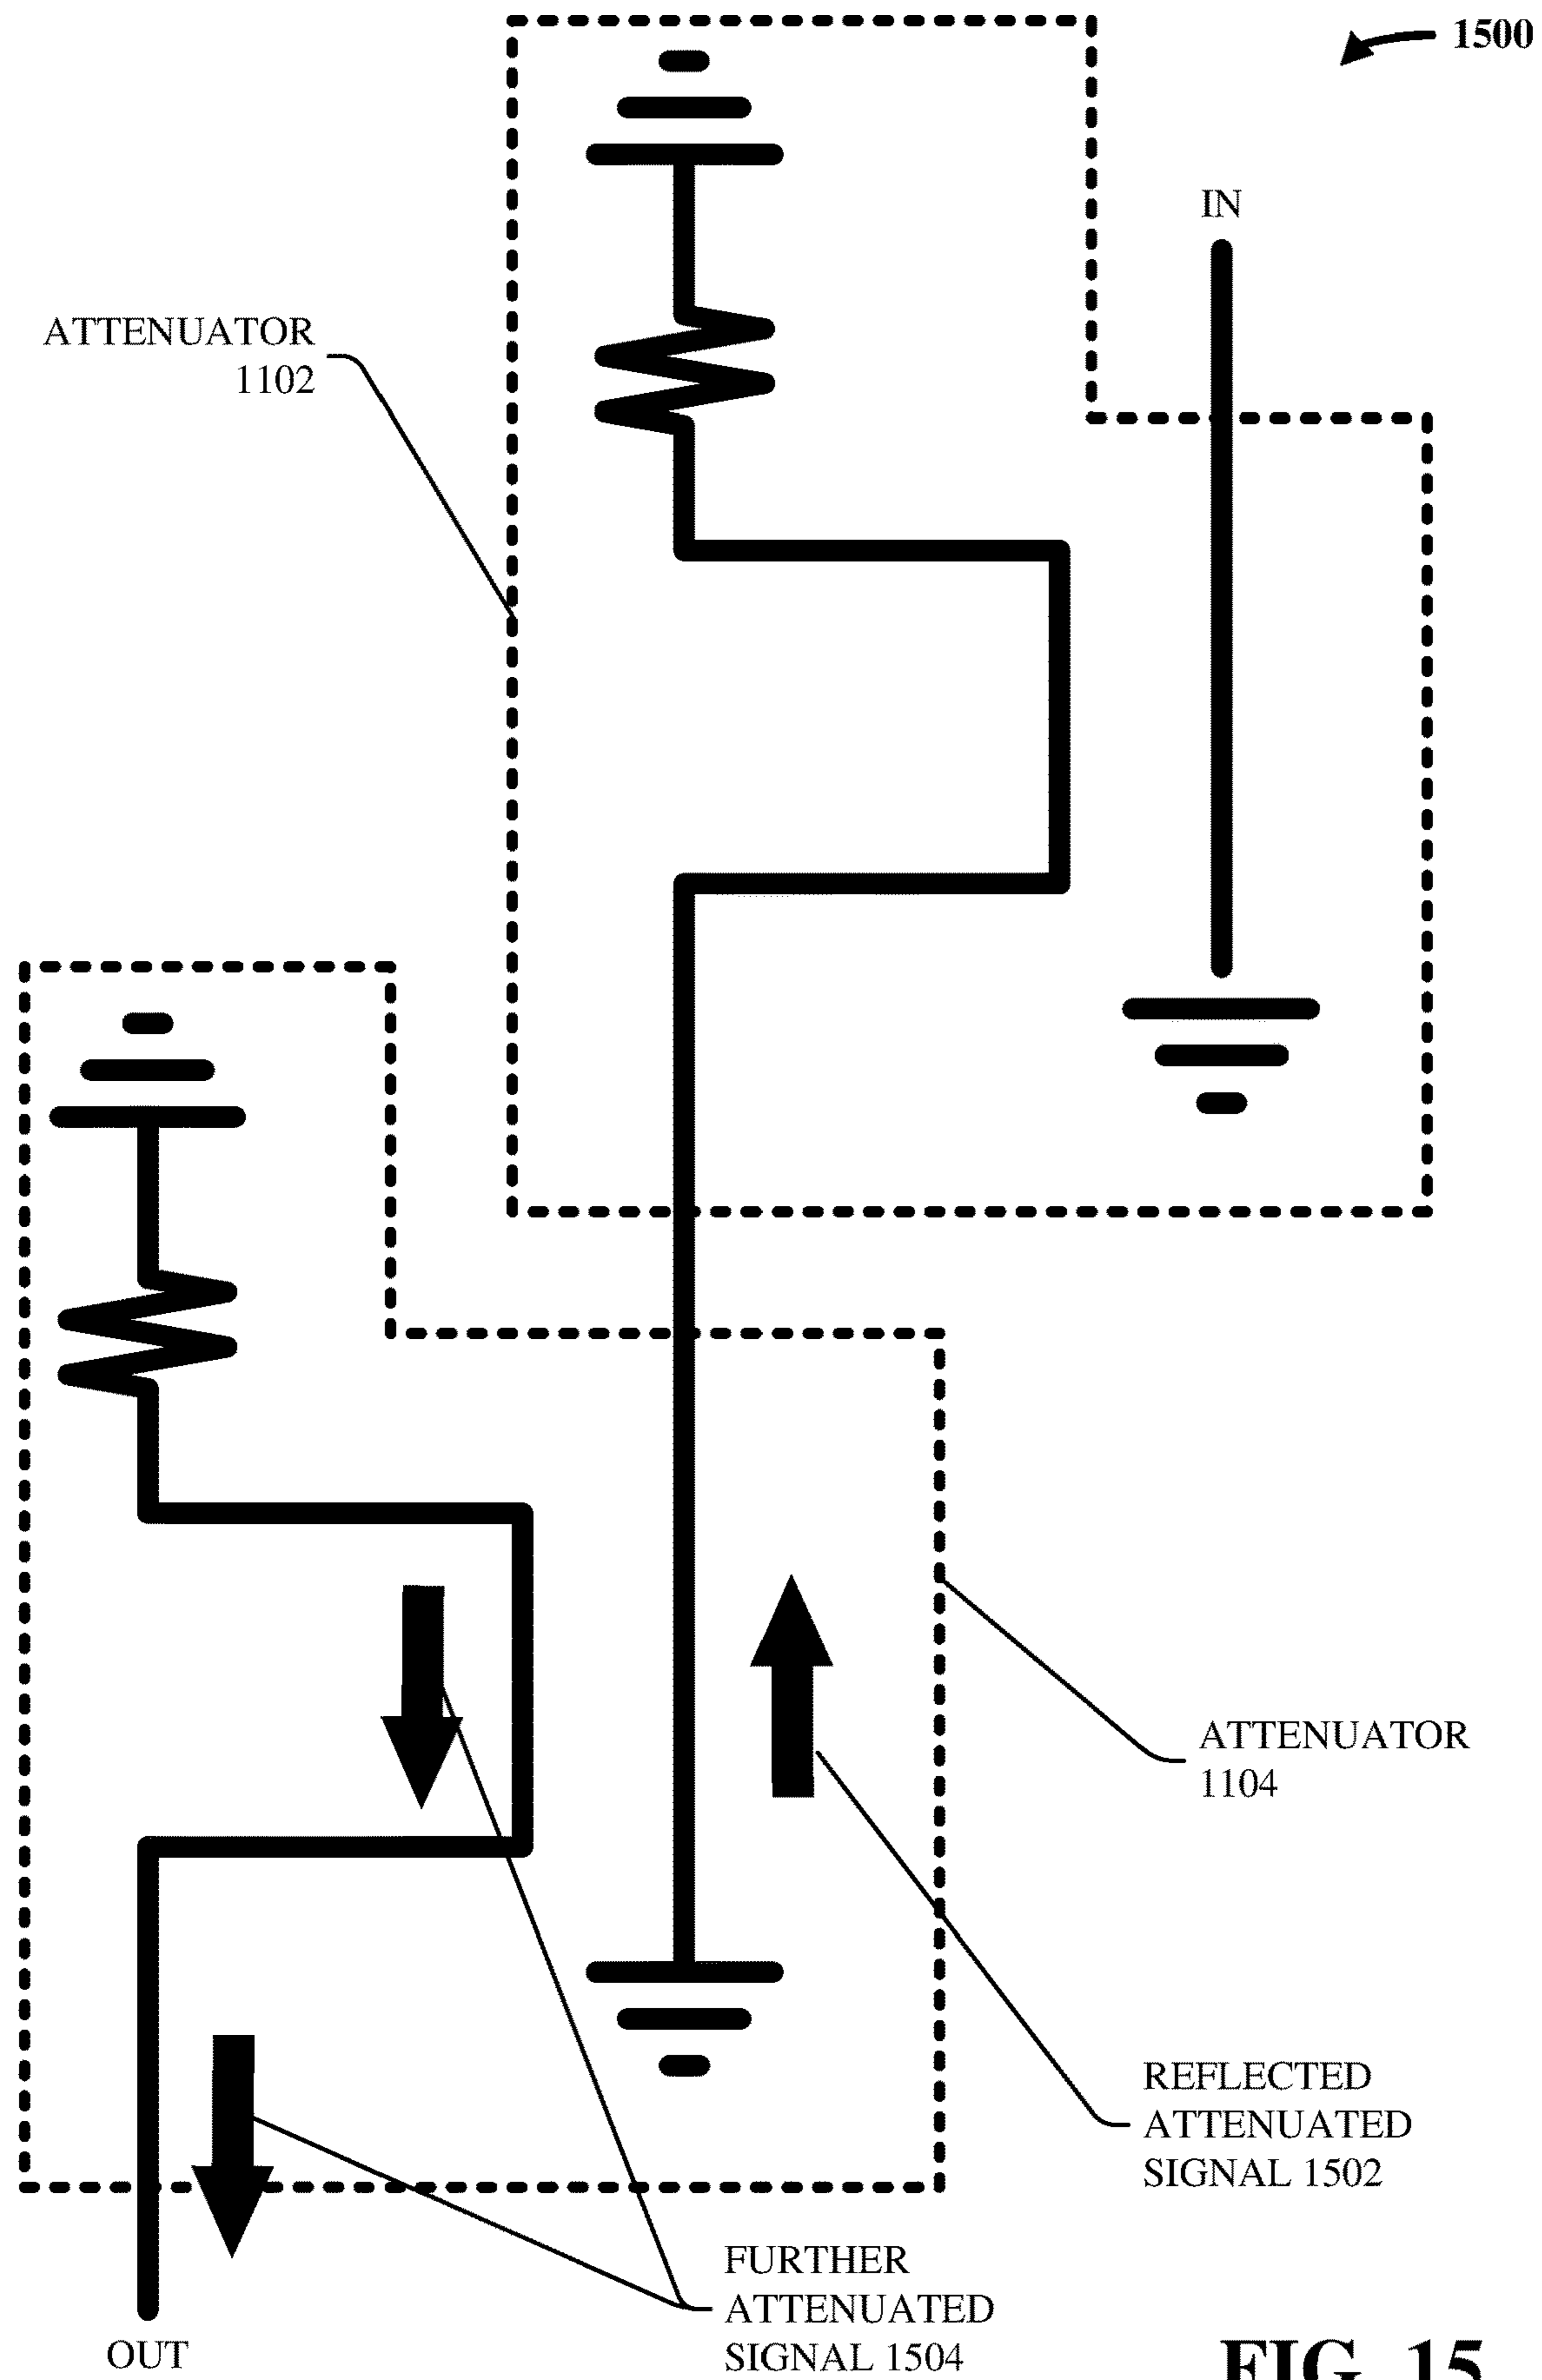 1500
IN
ATTENUATOR
1102
ATTENUATOR
1104
REFLECTED
ATTENUATED
SIGNAL 1502
FURTHER
ATTENUATED
SIGNAL 1504
OUT
FIG. 15